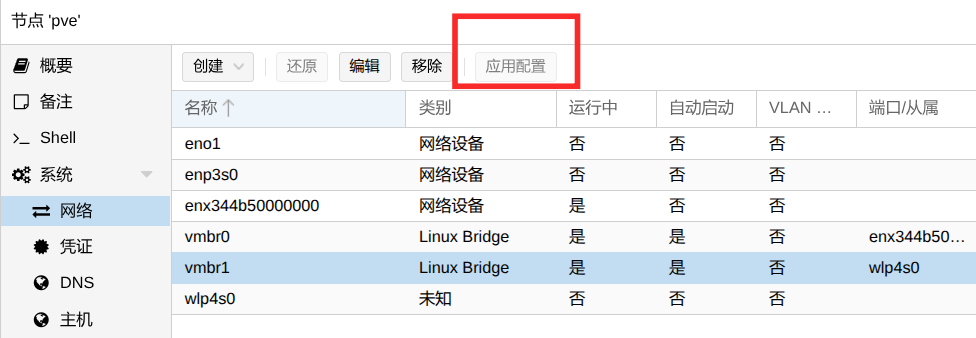 节点 'pve'
概要
备注
Shell
系统
网络
凭证
DNS
主机
创建 还原 编辑 移除 应用配置
名称 类别 运行中 自动启动 VLAN … 端口/从属
eno1 网络设备 否 否 否
enp3s0 网络设备 否 否 否
enx344b50000000 网络设备 是 否 否
vmbr0 Linux Bridge 是 是 否 enx344b50…
vmbr1 Linux Bridge 是 是 否 wlp4s0
wlp4s0 未知 否 否 否